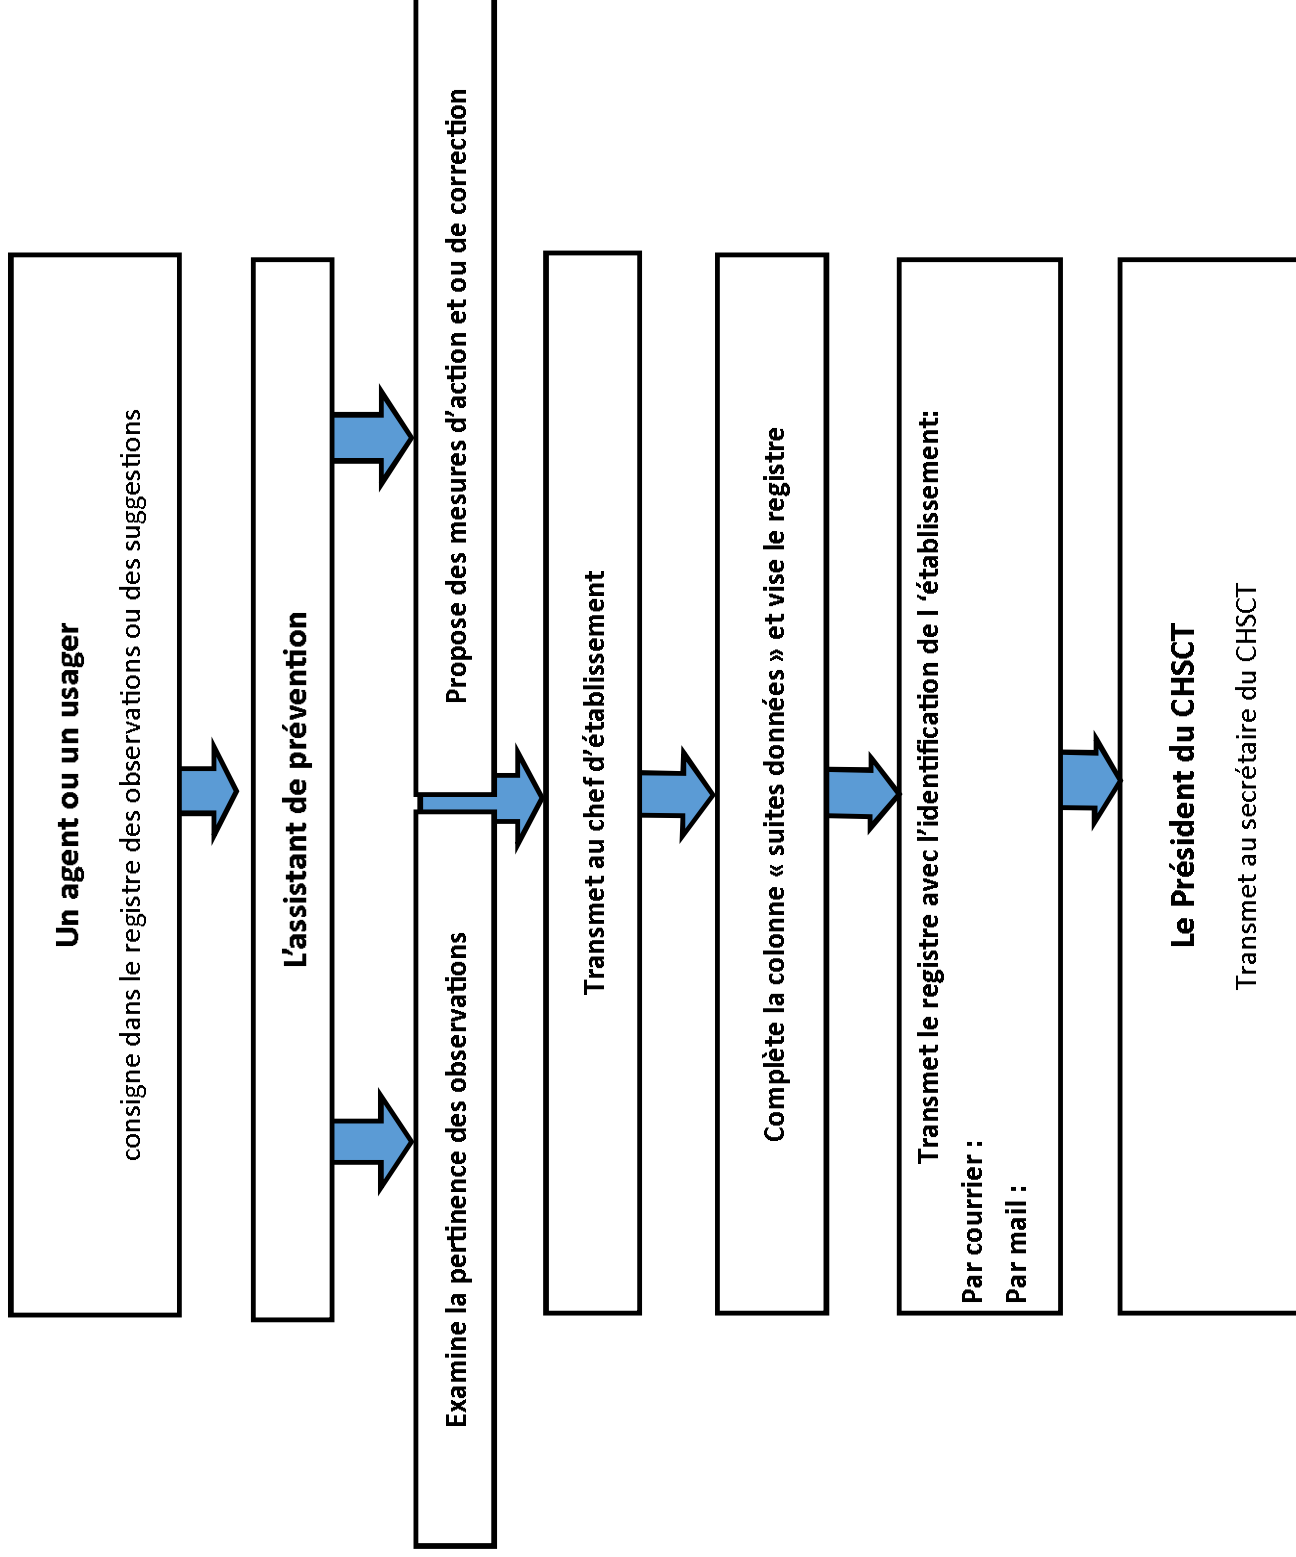 Un agent ou un usager
consigne dans le registre des observations ou des suggestions
L'assistant de prévention
Examine la pertinence des observations
Propose des mesures d'action et ou de correction
Transmet au chef d'établissement
Complète la colonne « suites données » et vise le registre
Transmet le registre avec l'identification de l 'établissement:
Par courrier :
Par mail :
Le Président du CHSCT
Transmet au secrétaire du CHSCT